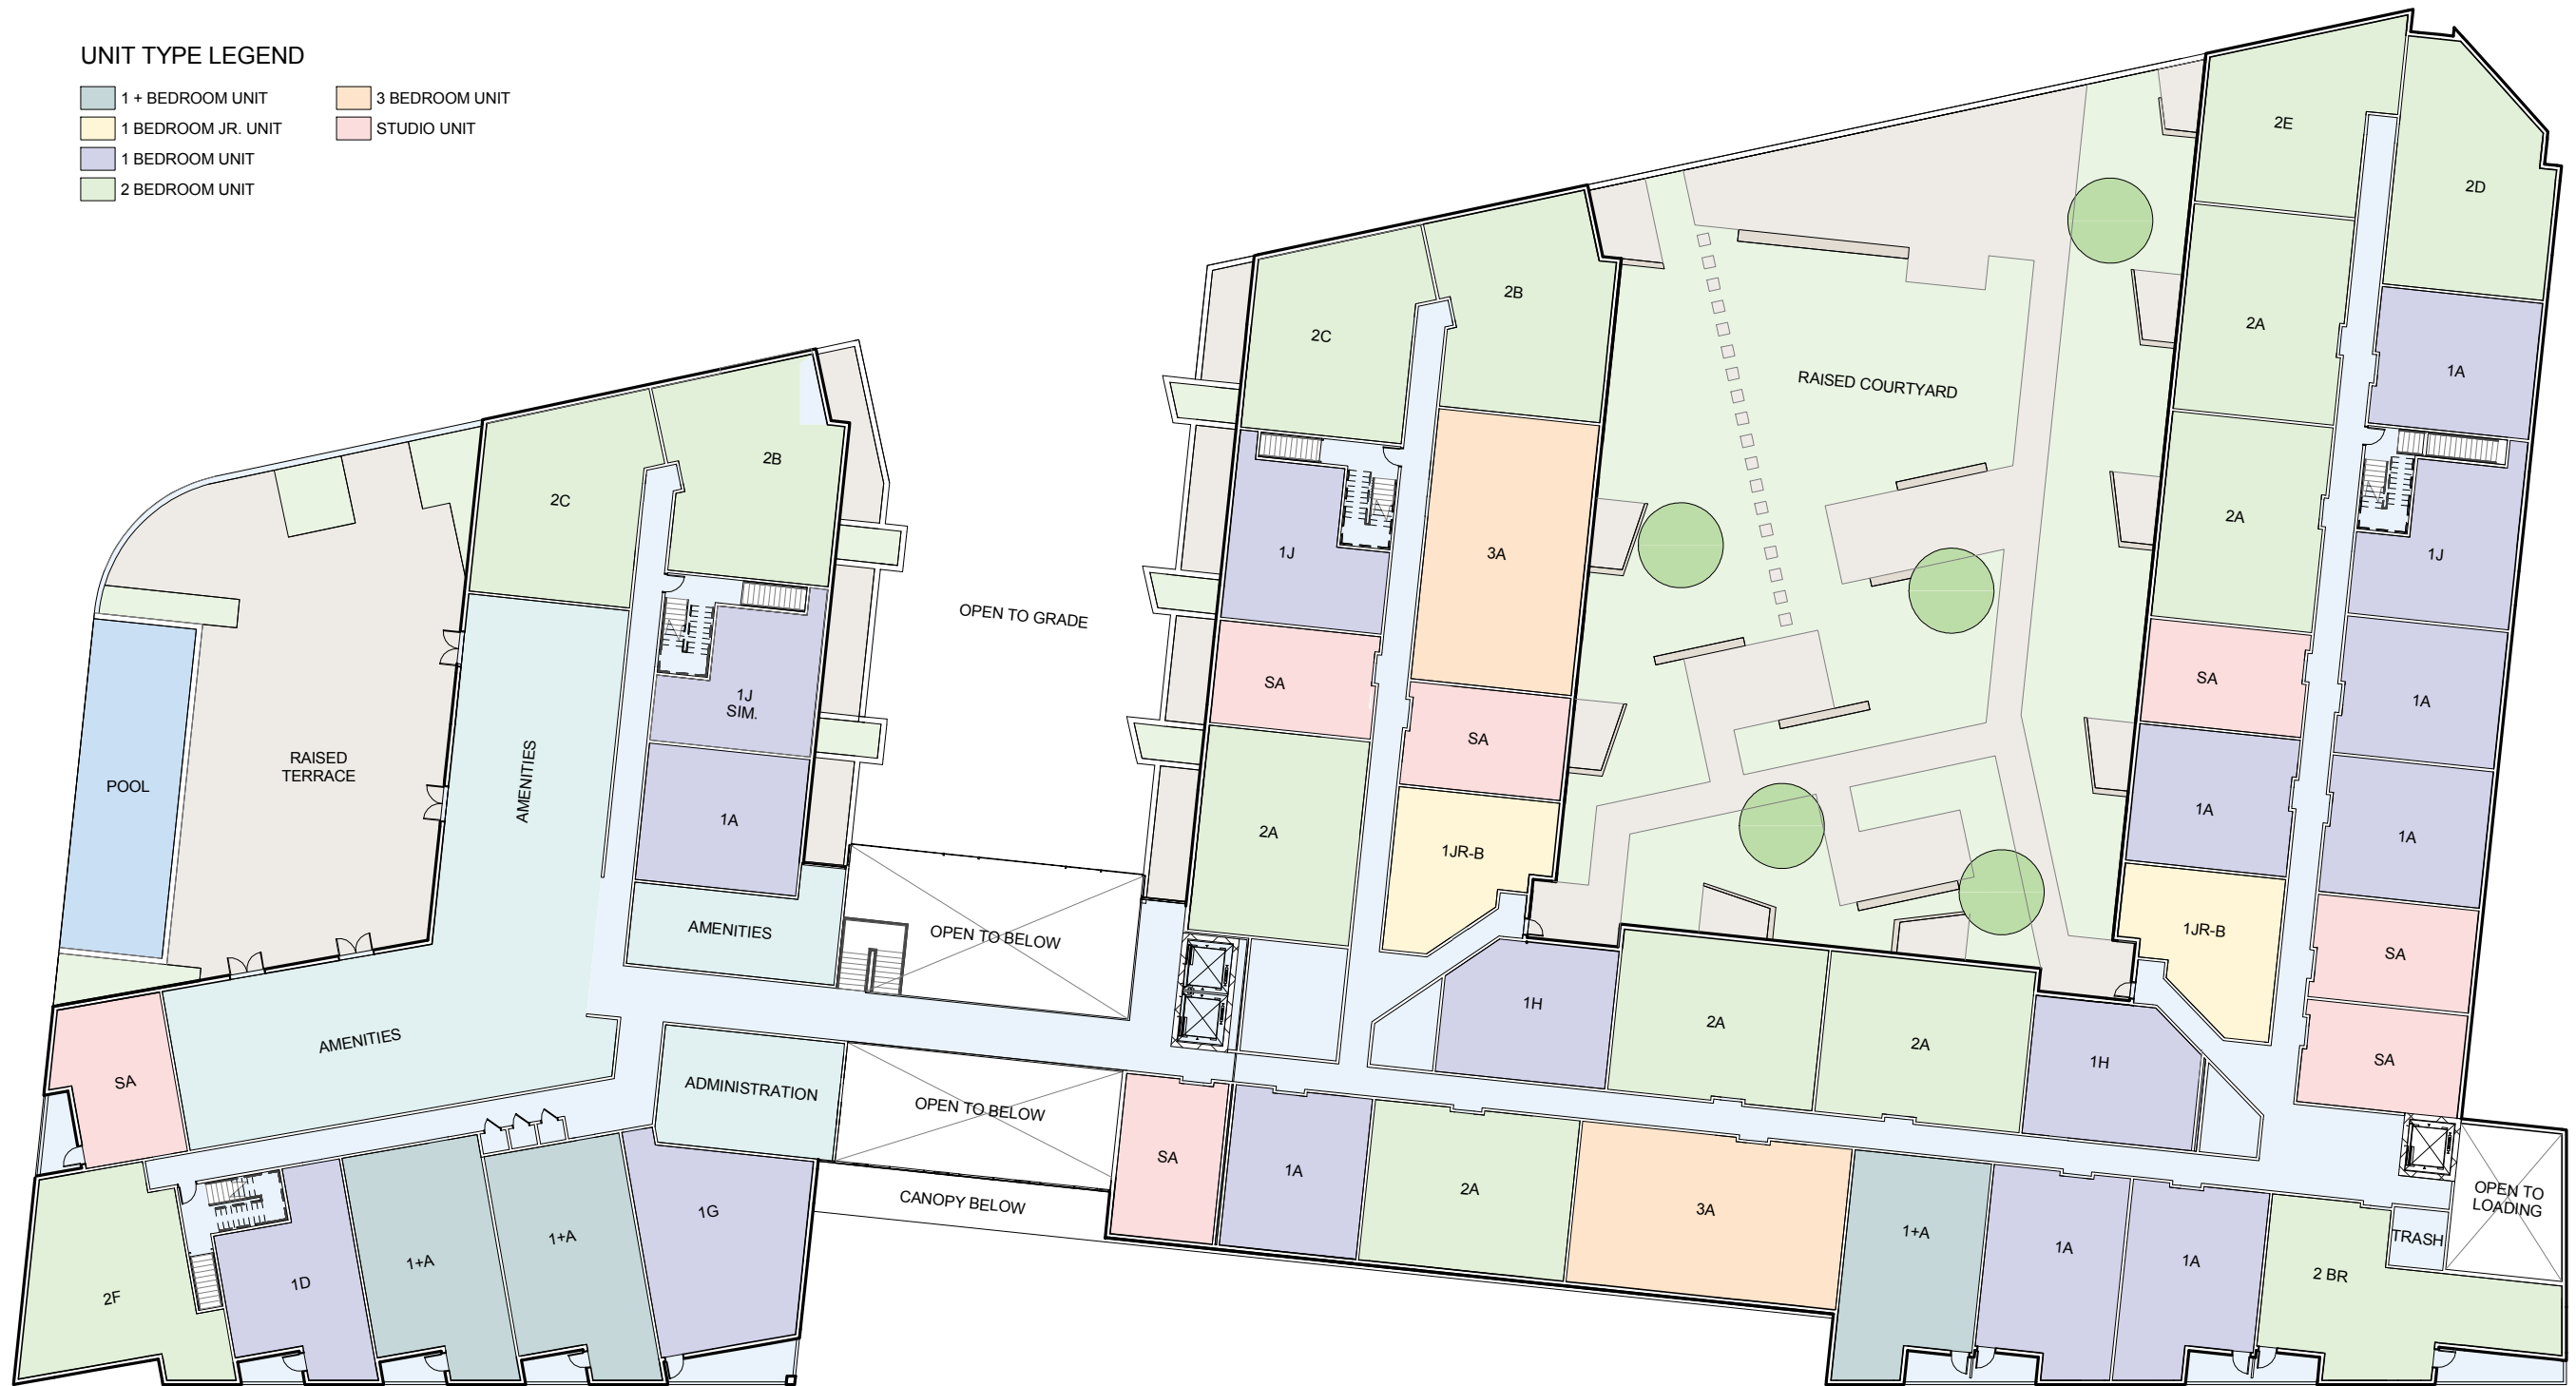 UNIT TYPE LEGEND
1 + BEDROOM UNIT
1 BEDROOM JR. UNIT
1 BEDROOM UNIT
2 BEDROOM UNIT
3 BEDROOM UNIT
STUDIO UNIT
2C
2B
1J
SIM.
1A
AMENITIES
AMENITIES
AMENITIES
RAISED
TERRACE
POOL
SA
2F
1D
1+A
1+A
1G
ADMINISTRATION
OPEN TO BELOW
OPEN TO BELOW
CANOPY BELOW
OPEN TO GRADE
2C
2B
1J
3A
SA
SA
2A
1JR-B
1H
2A
2A
1H
RAISED COURTYARD
2E
2D
2A
1A
2A
1J
SA
1A
1A
1A
1JR-B
SA
SA
SA
1A
2A
3A
1+A
1A
1A
2 BR
TRASH
OPEN TO
LOADING